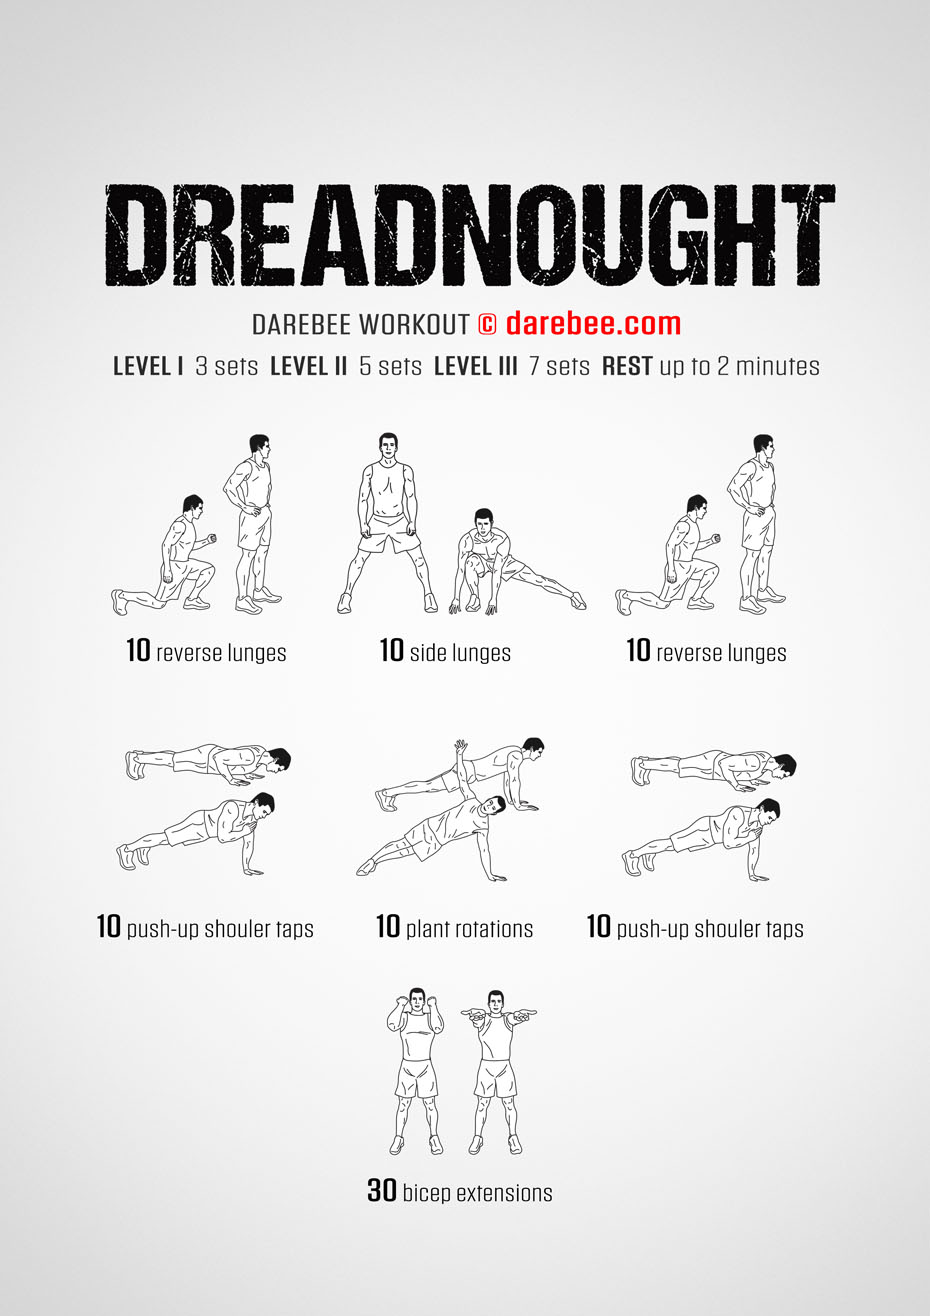 DREADNOUGHT
DAREBEE WORKOUT © darebee.com
LEVEL I 3 sets LEVEL II 5 sets LEVEL III 7 sets REST up to 2 minutes
10 reverse lunges 10 side lunges 10 reverse lunges
10 push-up shouler taps 10 plant rotations 10 push-up shouler taps
30 bicep extensions